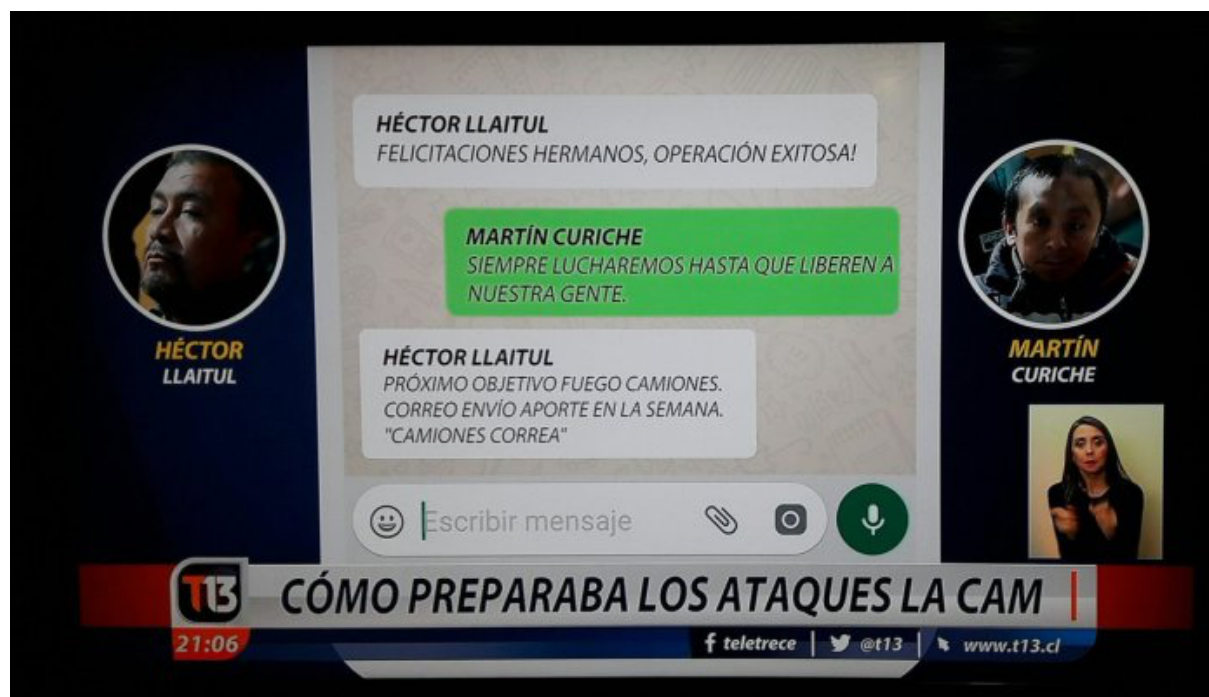 HÉCTOR LLAITUL
FELICITACIONES HERMANOS, OPERACIÓN EXITOSA!
MARTÍN CURICHE
SIEMPRE LUCHAREMOS HASTA QUE LIBEREN A
NUESTRA GENTE.
HÉCTOR LLAITUL
PRÓXIMO OBJETIVO FUEGO CAMIONES.
CORREO ENVÍO APORTE EN LA SEMANA.
"CAMIONES CORREA"
Escribir mensaje
HÉCTOR
LLAITUL
MARTÍN
CURICHE
T13
CÓMO PREPARABA LOS ATAQUES LA CAM
21:06
teletrece | @t13 | www.t13.cl